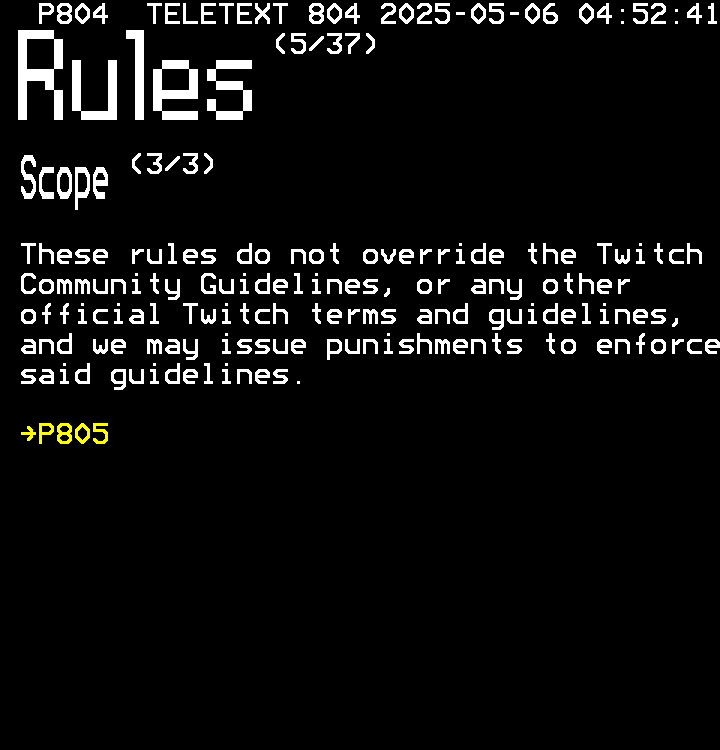 P804  TELETEXT 804 2025-05-06 04:52:41
Rules (5/37)
Scope (3/3)
These rules do not override the Twitch
Community Guidelines, or any other
official Twitch terms and guidelines,
and we may issue punishments to enforce
said guidelines.
→P805